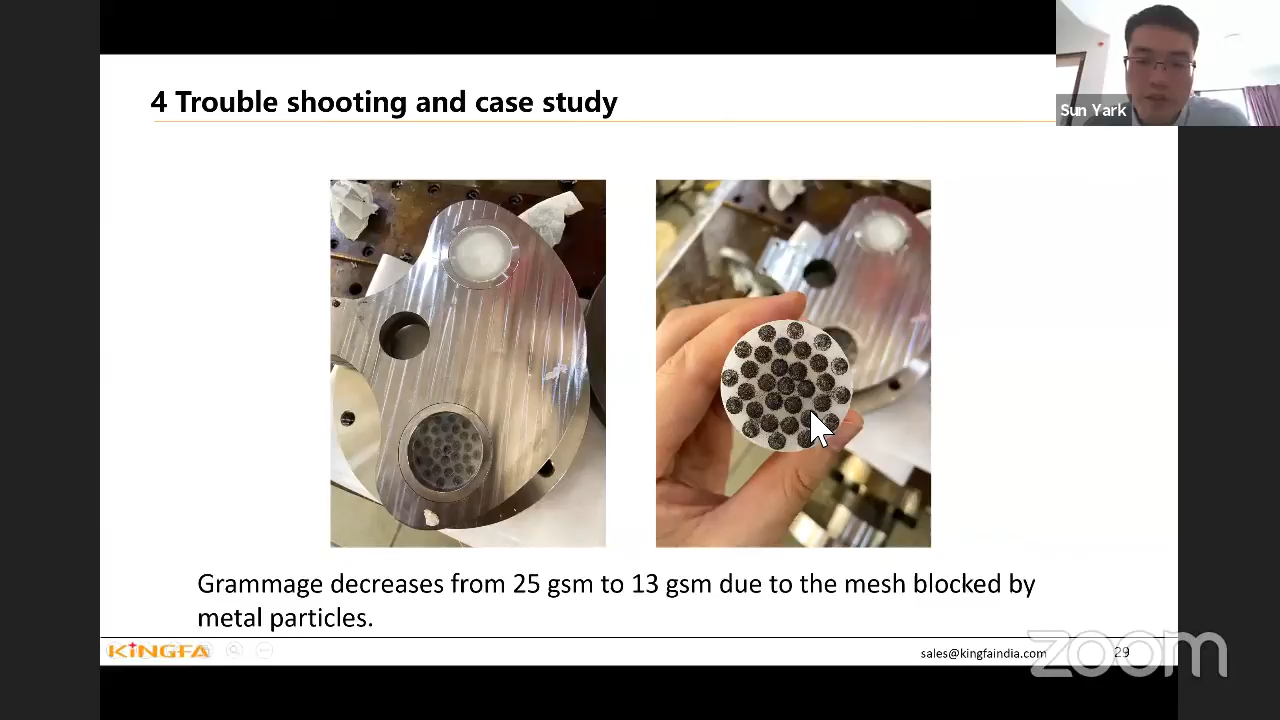 4 Trouble shooting and case study
Sun Yark
Grammage decreases from 25 gsm to 13 gsm due to the mesh blocked by
metal particles.
KINGFA
sales@kingfaindia.com
29
zoom